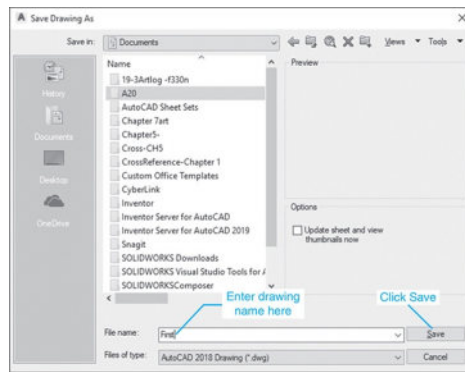 Save Drawing As
Save in:
Documents
Views
Tools
History
Documents
Desktop
OneDrive
Name
19-3Artlog -f330n
A20
AutoCAD Sheet Sets
Chapter 7art
Chapter5-
Cross-CH5
CrossReference-Chapter 1
Custom Office Templates
CyberLink
Inventor
Inventor Server for AutoCAD
Inventor Server for AutoCAD 2019
Snagit
SOLIDWORKS Downloads
SOLIDWORKS Visual Studio Tools for A
SOLIDWORKSComposer
Preview
Options
Update sheet and view
thumbnails now
Enter drawing
name here
Click Save
File name:
First
Save
Files of type:
AutoCAD 2018 Drawing (*.dwg)
Cancel